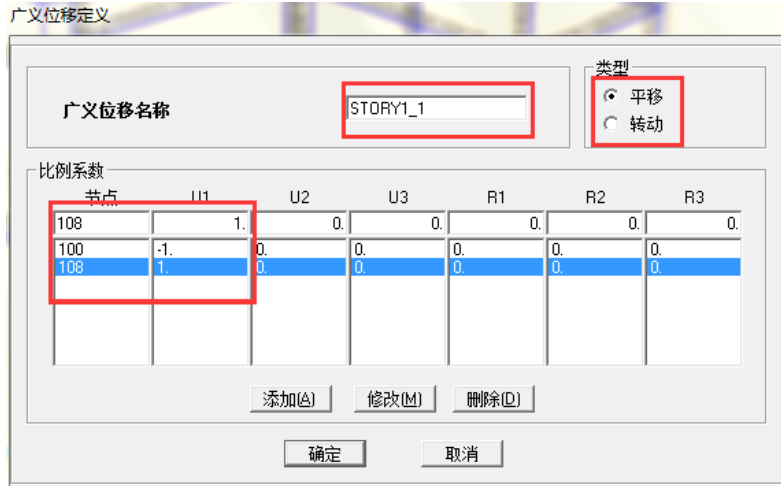 广义位移定义
类型
广义位移名称 STORY1_1 平移
转动
比例系数
节点 U1 U2 U3 R1 R2 R3
108 1. 0. 0. 0. 0. 0.
100 -1. 0. 0. 0. 0. 0.
108 1. 0. 0. 0. 0. 0.
添加(A) 修改(M) 删除(D)
确定 取消